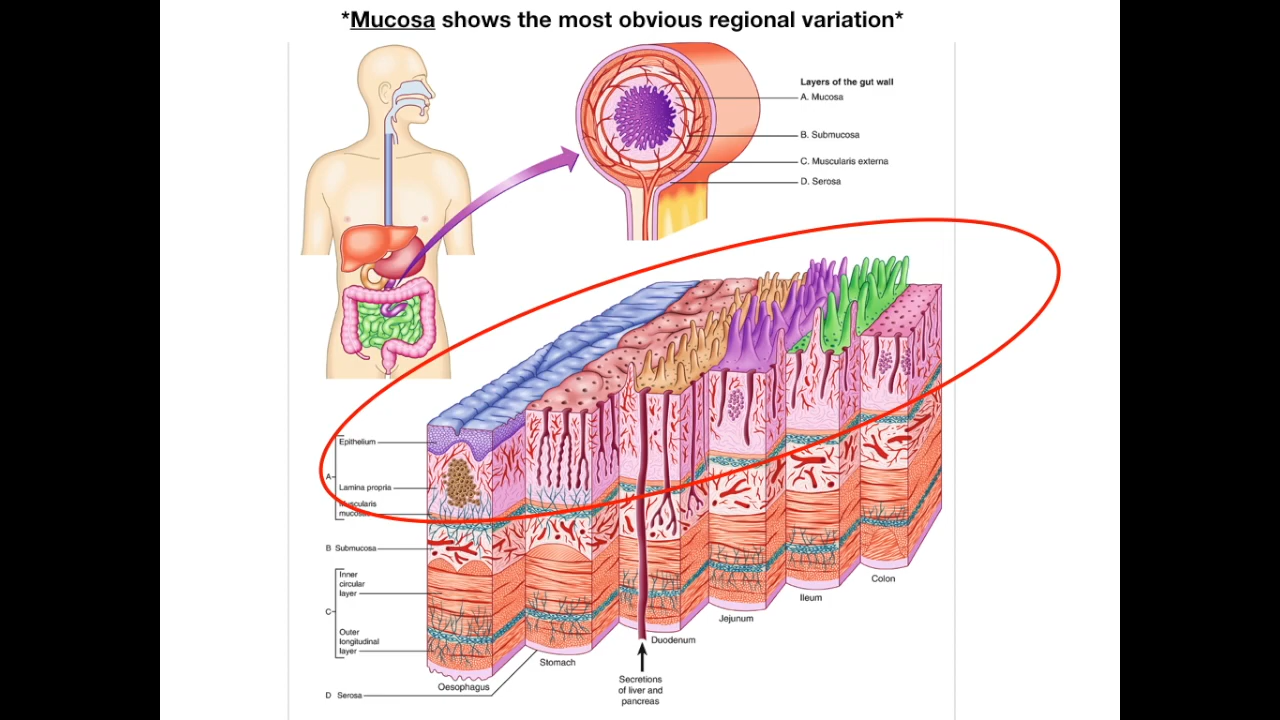 *Mucosa shows the most obvious regional variation*
Layers of the gut wall
A. Mucosa
B. Submucosa
C. Muscularis externa
D. Serosa
Epithelium
A
Lamina propria
Muscularis
mucosae
B Submucosa
Inner
circular
layer
C
Outer
longitudinal
layer
D Serosa
Oesophagus
Stomach
Duodenum
Jejunum
Ileum
Colon
Secretions
of liver and
pancreas